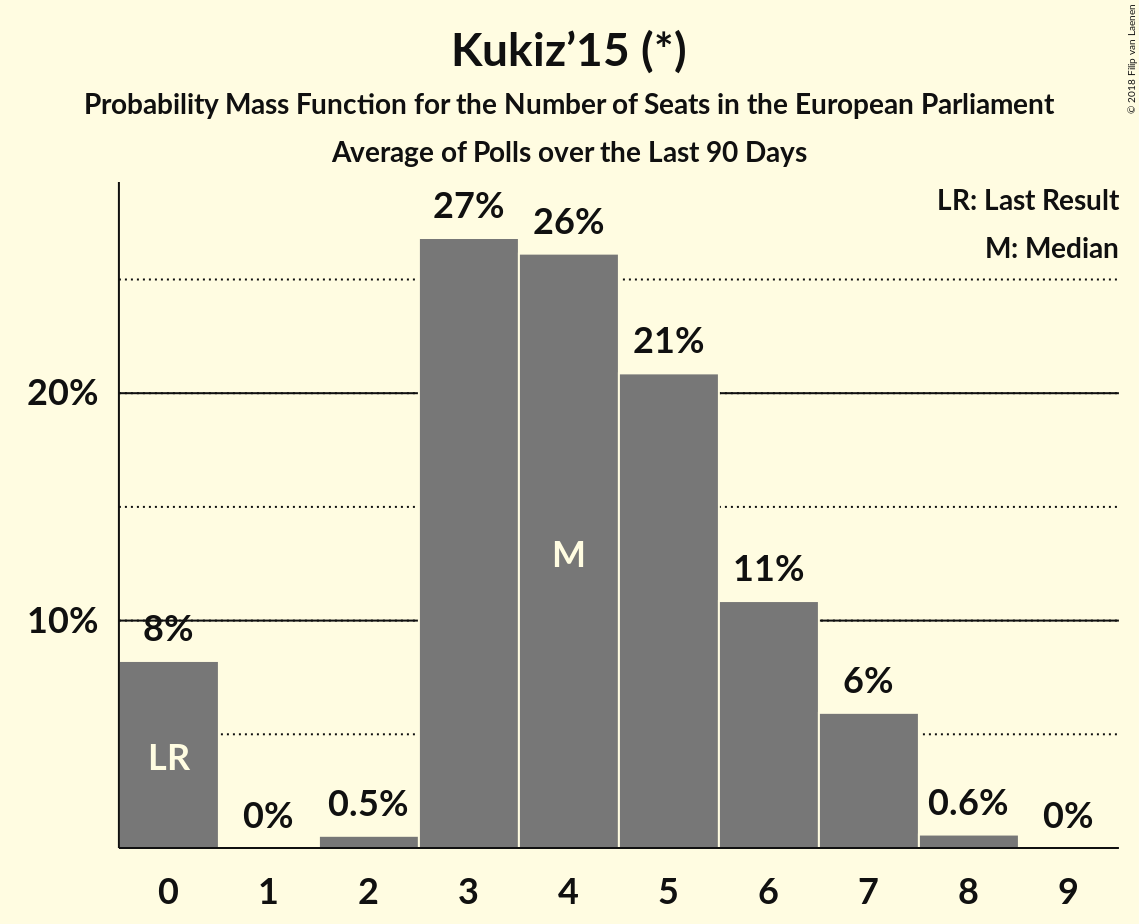 Kukiz’15 (*)
Probability Mass Function for the Number of Seats in the European Parliament
Average of Polls over the Last 90 Days
© 2018 Filip van Laenen
LR: Last Result
M: Median
27%
26%
21%
20%
11%
10%
8%
6%
M
LR
0%
0.5%
0.6%
0%
0 1 2 3 4 5 6 7 8 9